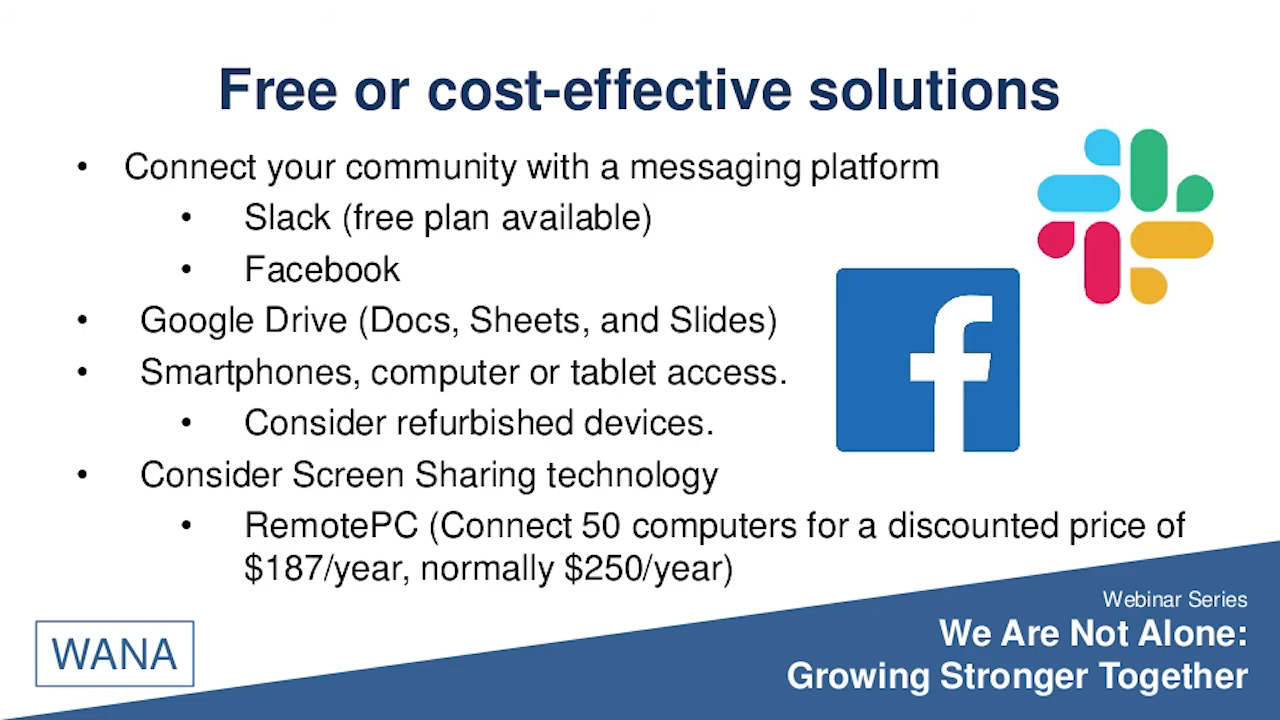 Free or cost-effective solutions
• Connect your community with a messaging platform
• Slack (free plan available)
• Facebook
• Google Drive (Docs, Sheets, and Slides)
• Smartphones, computer or tablet access.
• Consider refurbished devices.
• Consider Screen Sharing technology
• RemotePC (Connect 50 computers for a discounted price of
$187/year, normally $250/year)
Webinar Series
We Are Not Alone:
Growing Stronger Together
WANA